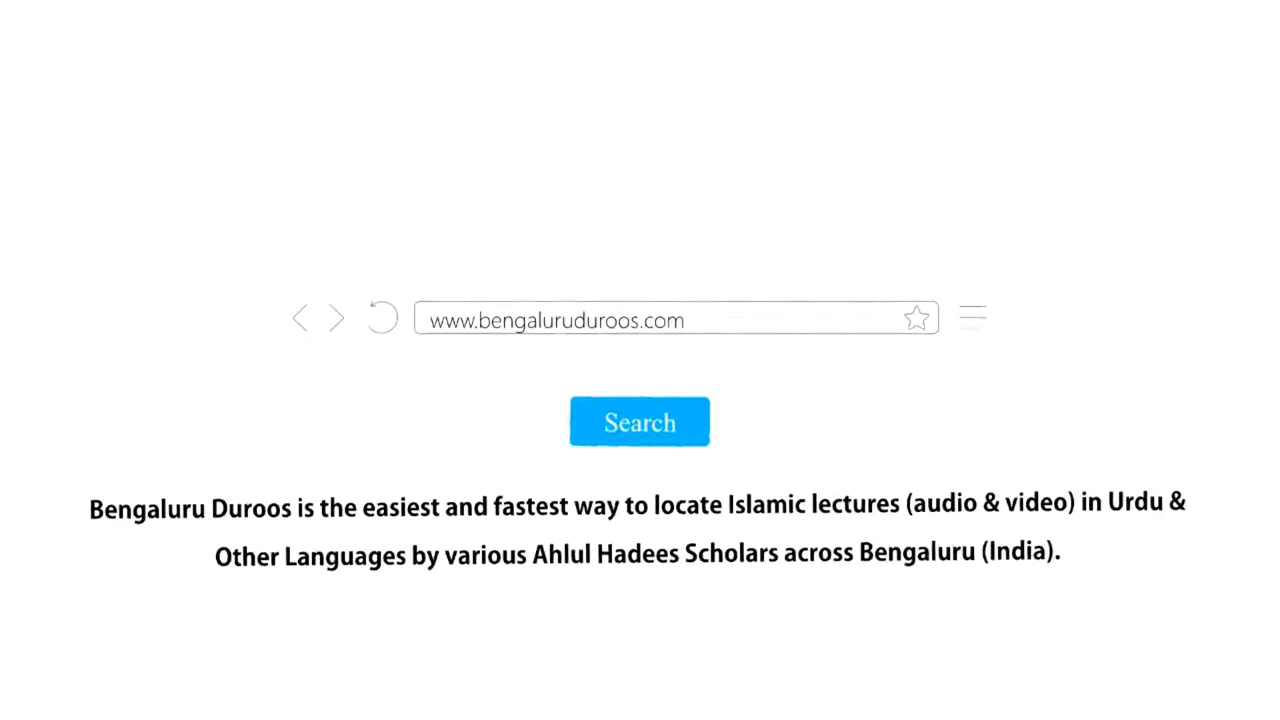 www.bengaluruduroos.com
Search
Bengaluru Duroos is the easiest and fastest way to locate Islamic lectures (audio & video) in Urdu &
Other Languages by various Ahlul Hadees Scholars across Bengaluru (India).